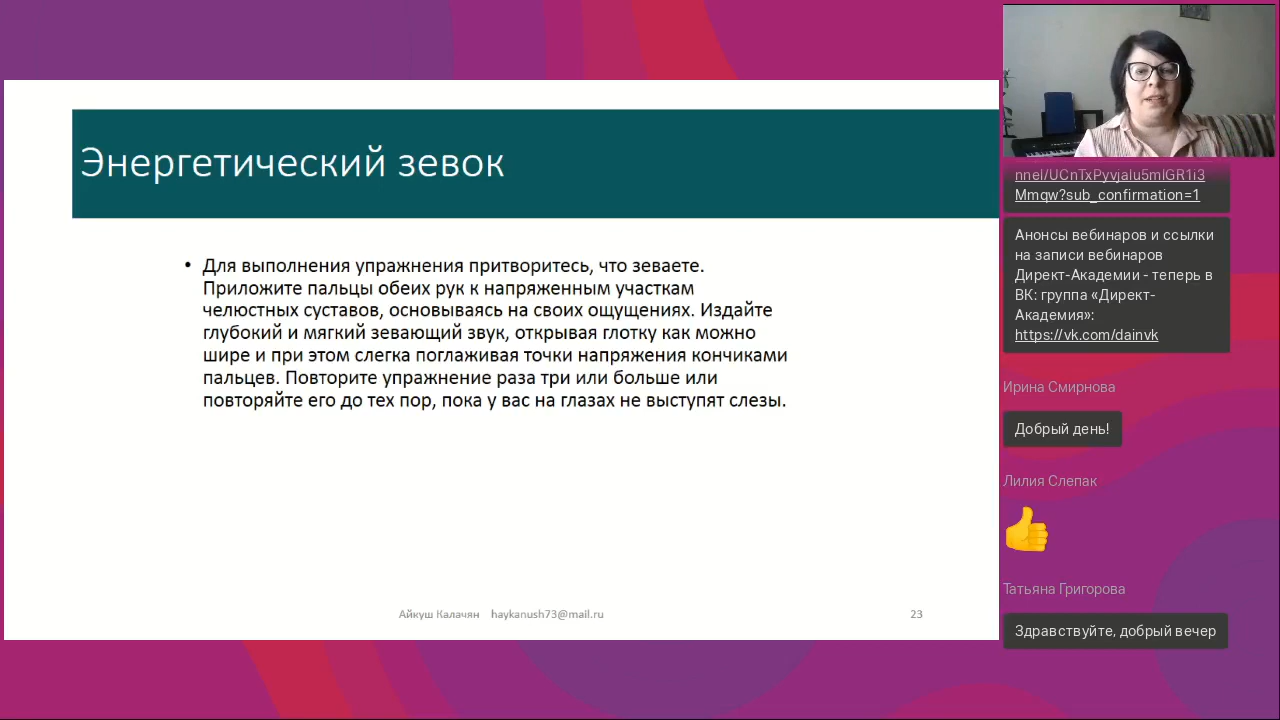 Энергетический зевок
• Для выполнения упражнения притворитесь, что зеваете.
Приложите пальцы обеих рук к напряженным участкам
челюстных суставов, основываясь на своих ощущениях. Издайте
глубокий и мягкий зевающий звук, открывая глотку как можно
шире и при этом слегка поглаживая точки напряжения кончиками
пальцев. Повторите упражнение раза три или больше или
повторяйте его до тех пор, пока у вас на глазах не выступят слезы.
Айкуш Калачян haykanush73@mail.ru
23
nnel/UCnTxPyvjalu5mlGR1i3
Mmqw?sub_confirmation=1
Анонсы вебинаров и ссылки
на записи вебинаров
Директ-Академии - теперь в
ВК: группа «Директ-
Академия»:
https://vk.com/dainvk
Ирина Смирнова
Добрый день!
Лилия Слепак
Татьяна Григорова
Здравствуйте, добрый вечер